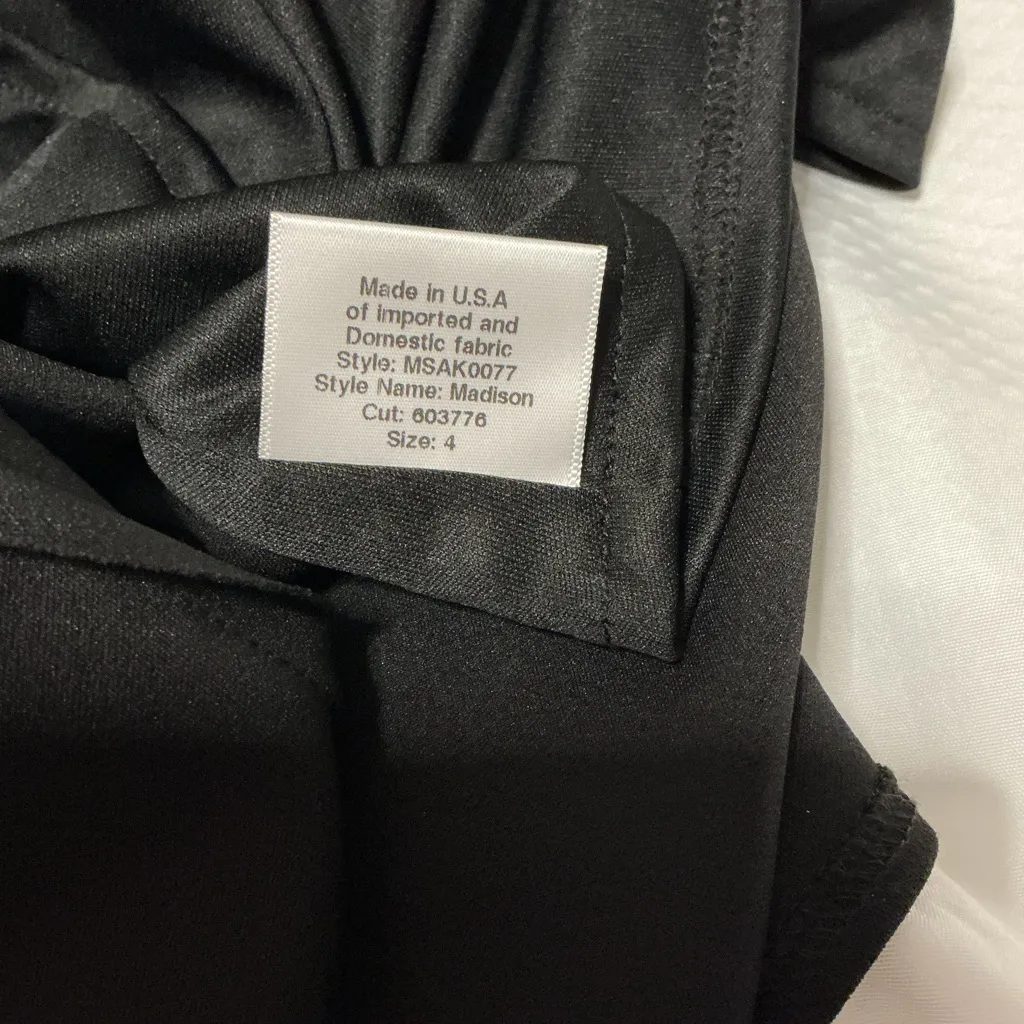 Made in U.S.A
of imported and
Domestic fabric
Style: MSAK0077
Style Name: Madison
Cut: 603776
Size: 4